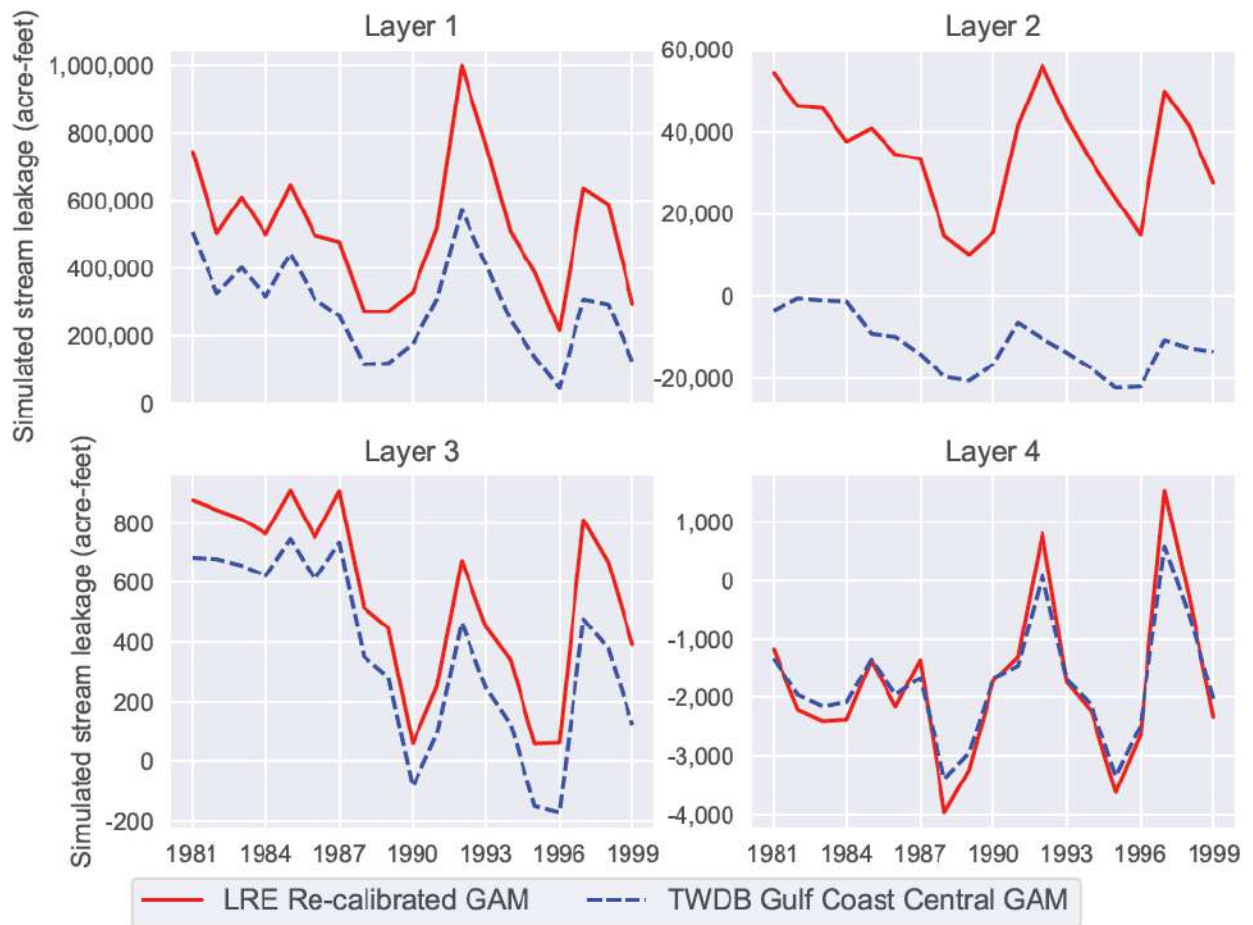 Layer 1
Layer 2
Simulated stream leakage (acre-feet)
1,000,000
800,000
600,000
400,000
200,000
0
60,000
40,000
20,000
0
-20,000
Layer 3
Layer 4
Simulated stream leakage (acre-feet)
800
600
400
200
0
-200
1,000
0
-1,000
-2,000
-3,000
-4,000
1981 1984 1987 1990 1993 1996 1999
1981 1984 1987 1990 1993 1996 1999
LRE Re-calibrated GAM
TWDB Gulf Coast Central GAM